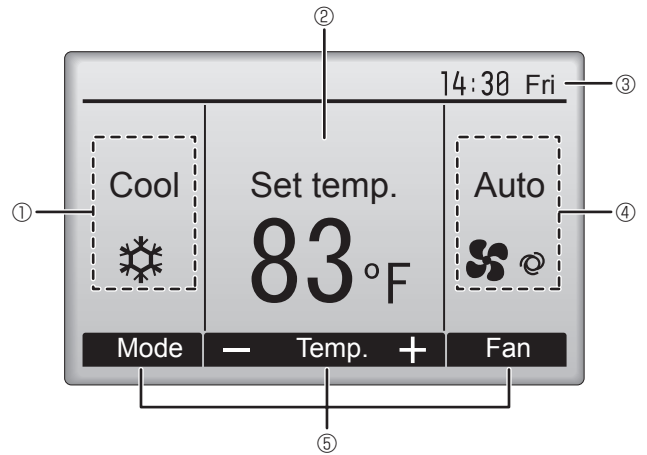 ②
14:30 Fri
③
Cool
Set temp.
Auto
①
④
83°F
Mode — Temp. + Fan
⑤